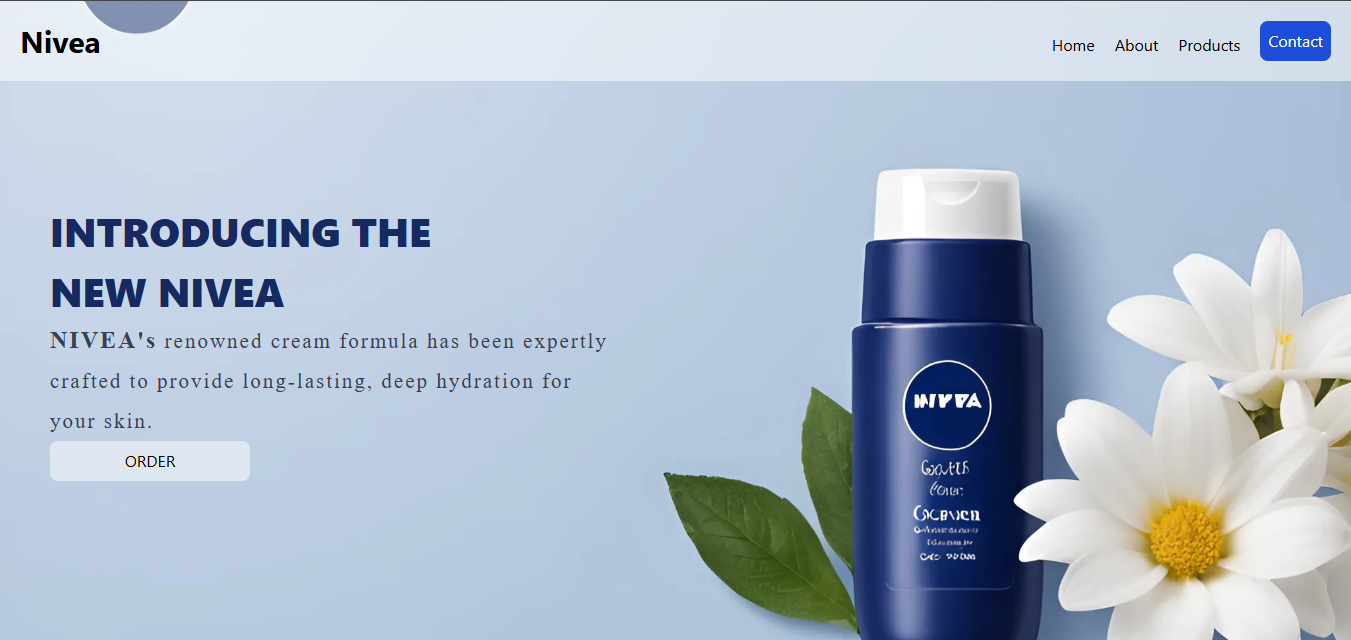 Nivea
Home About Products Contact
INTRODUCING THE
NEW NIVEA
NIVEA's renowned cream formula has been expertly
crafted to provide long-lasting, deep hydration for
your skin.
ORDER